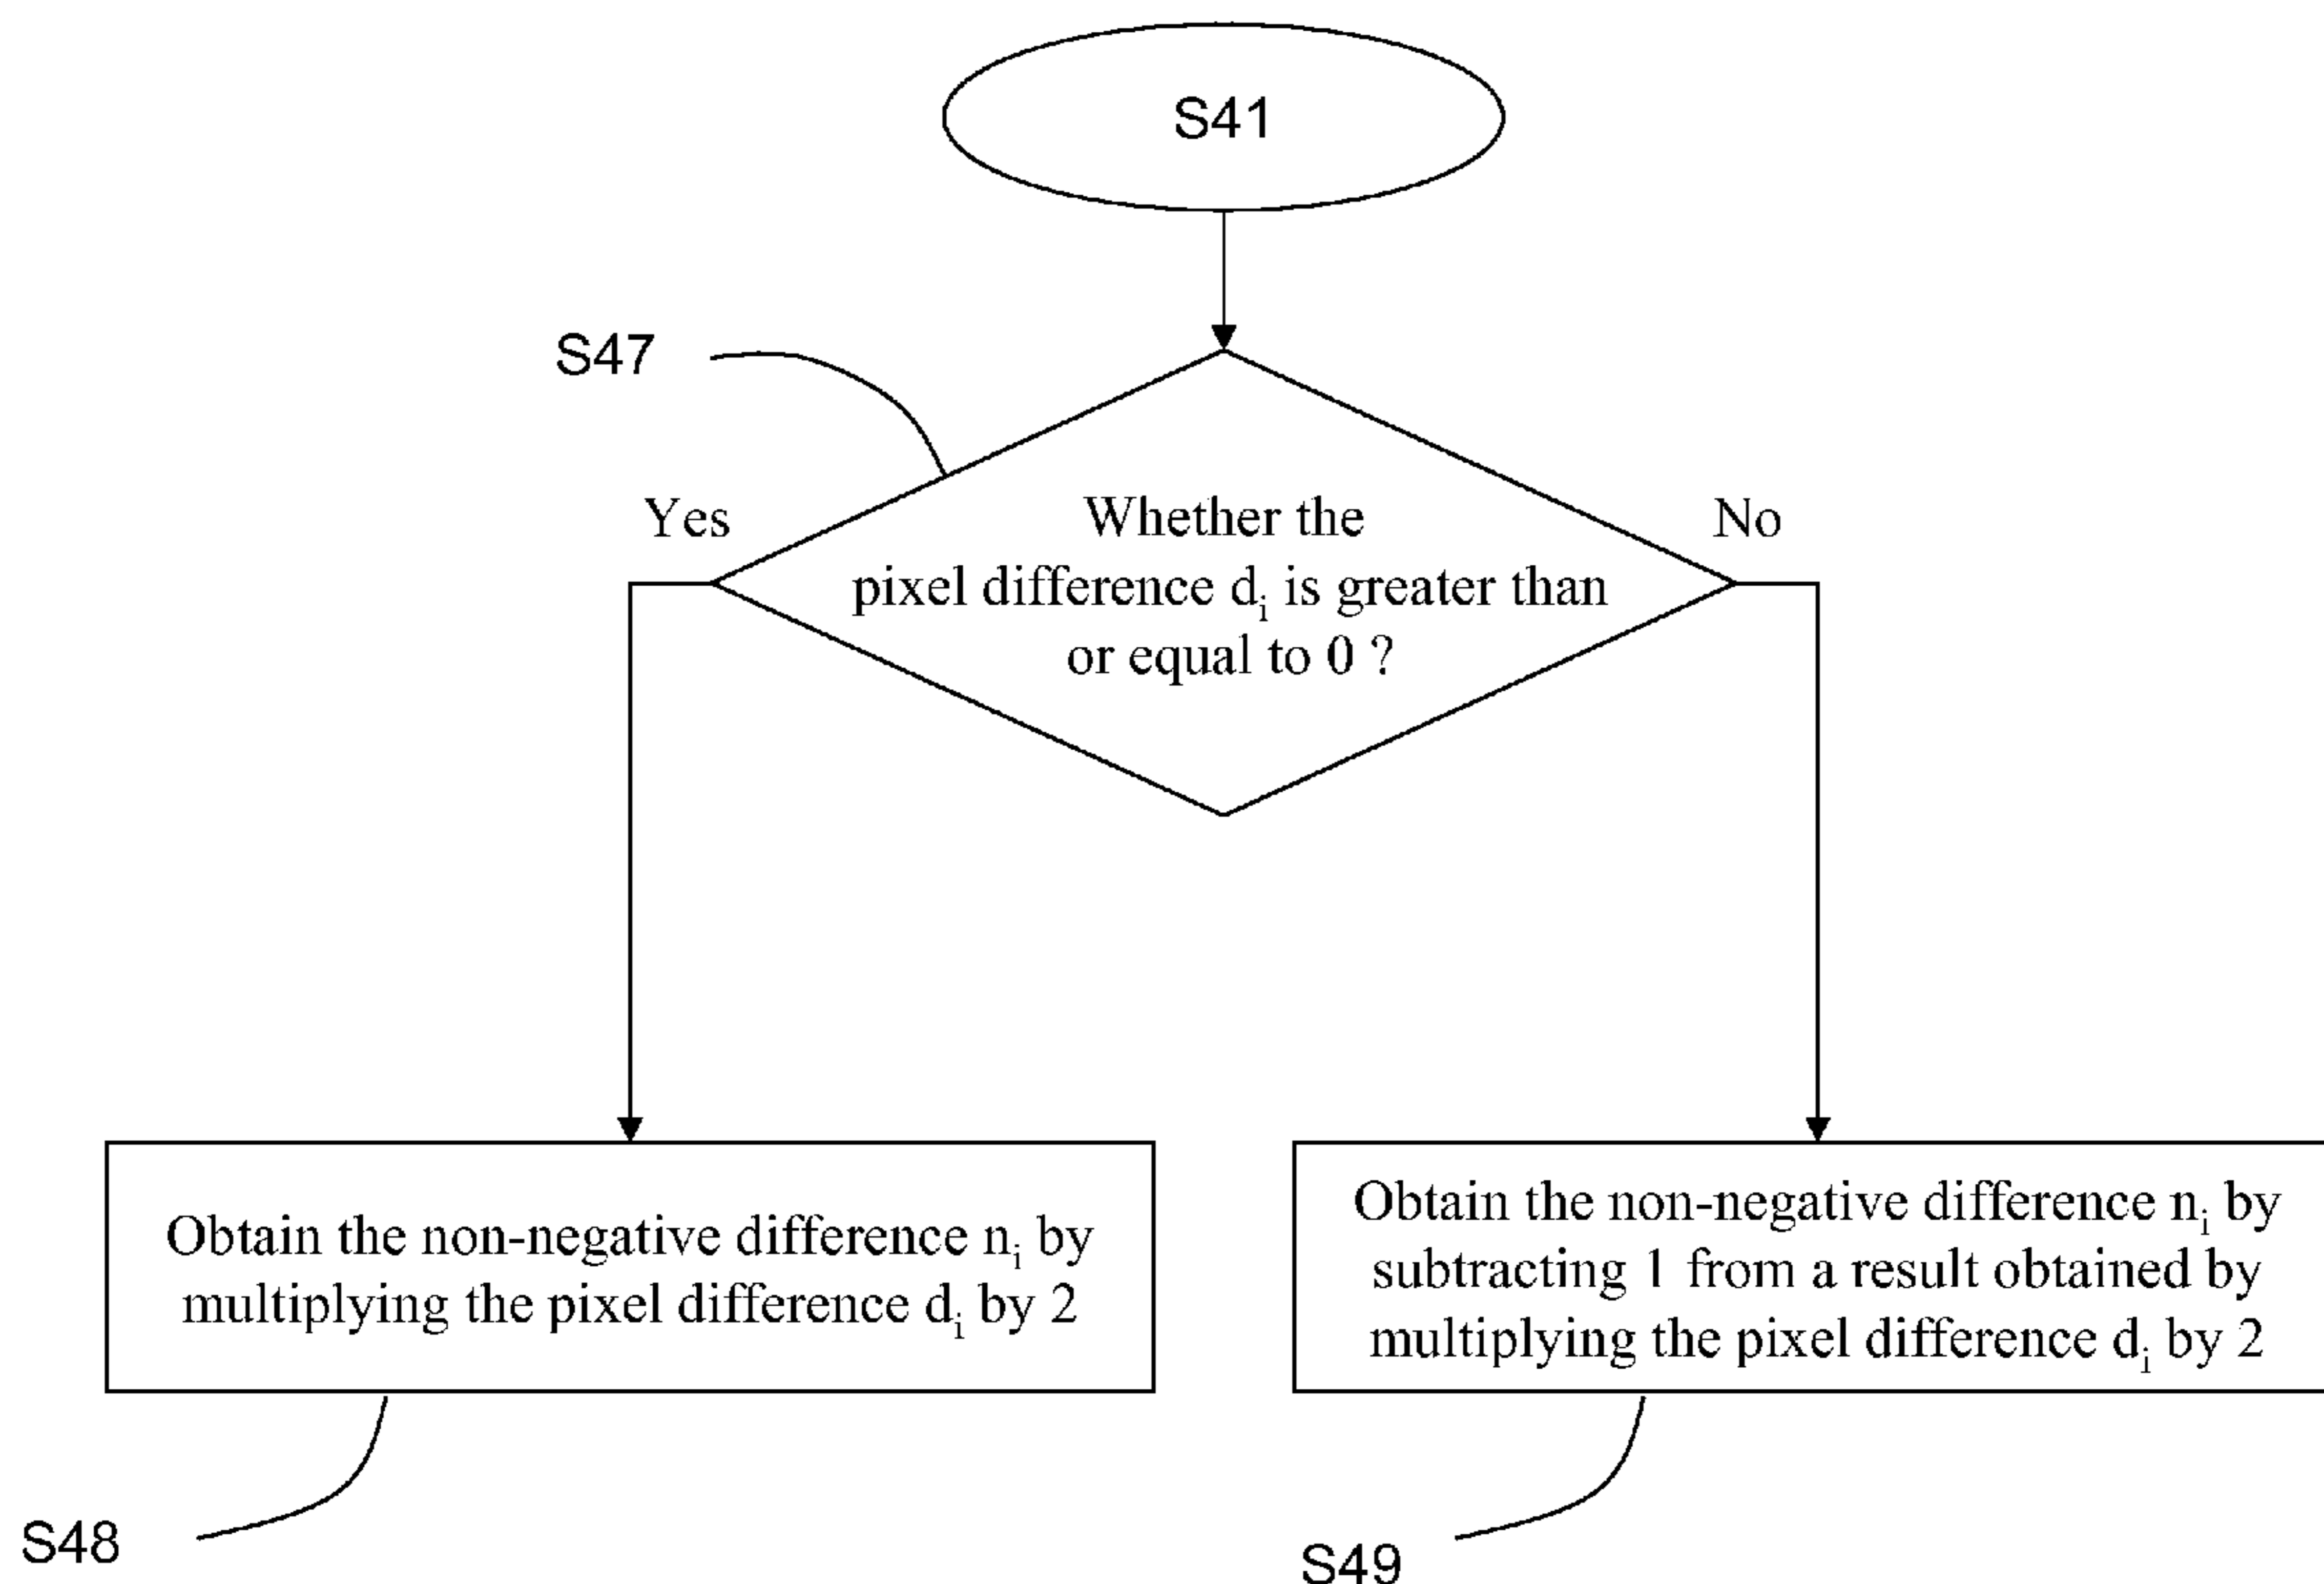 S41
S47
Yes
No
Whether the
pixel difference dᵢ is greater than
or equal to 0 ?
Obtain the non-negative difference nᵢ by
multiplying the pixel difference dᵢ by 2
Obtain the non-negative difference nᵢ by
subtracting 1 from a result obtained by
multiplying the pixel difference dᵢ by 2
S48
S49